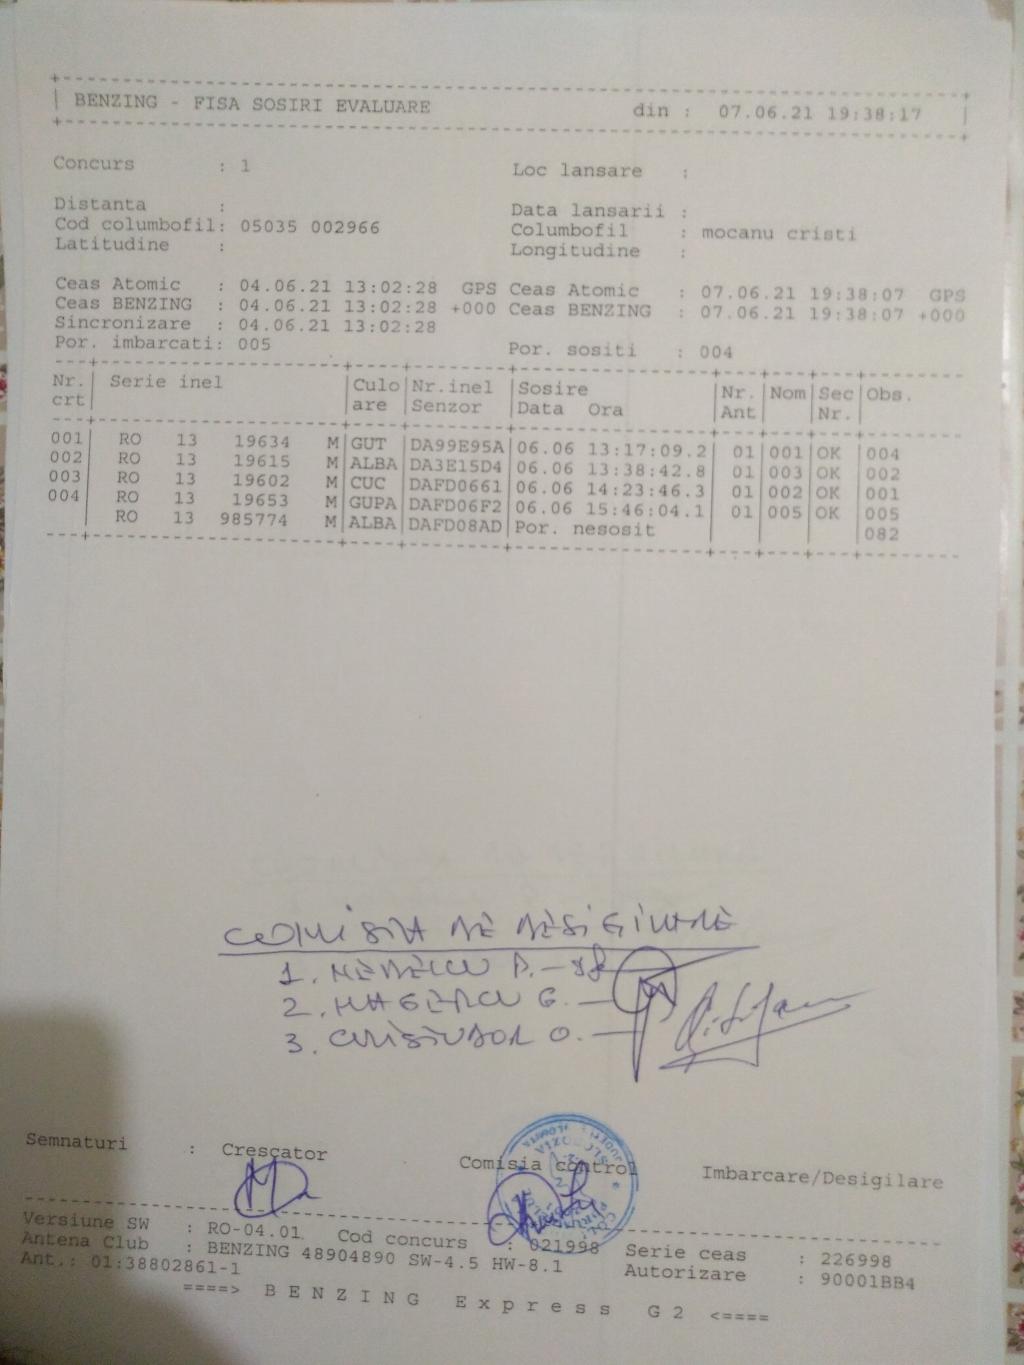 BENZING - FISA SOSIRI EVALUARE din : 07.06.21 19:38:17
Concurs : 1 Loc lansare :
Distanta : Data lansarii :
Cod columbofil: 05035 002966 Columbofil : mocanu cristi
Latitudine : Longitudine :
Ceas Atomic : 04.06.21 13:02:28 GPS Ceas Atomic : 07.06.21 19:38:07 GPS
Ceas BENZING : 04.06.21 13:02:28 +000 Ceas BENZING : 07.06.21 19:38:07 +000
Sincronizare : 04.06.21 13:02:28
Por. imbarcati: 005 Por. sositi : 004
Nr. Serie inel Culo Nr.inel Sosire Nr. Nom Sec Obs.
crt are Senzor Data Ora Ant Nr.
001 RO 13 19634 M GUT DA99E95A 06.06 13:17:09.2 01 001 OK 004
002 RO 13 19615 M ALBA DA3E15D4 06.06 13:38:42.8 01 003 OK 002
003 RO 13 19602 M CUC DAFD0661 06.06 14:23:46.3 01 002 OK 001
004 RO 13 19653 M GUPA DAFD06F2 06.06 15:46:04.1 01 005 OK 005
RO 13 985774 M ALBA DAFD08AD Por. nesosit 082
COMISIA DE DESIGILARE
1.
2.
3. O.
Semnaturi : Crescator Comisia control Imbarcare/Desigilare
Versiune SW : RO-04.01 Cod concurs : 021998 Serie ceas : 226998
Antena Club : BENZING 48904890 SW-4.5 HW-8.1 Autorizare : 90001BB4
Ant.: 01:38802861-1
====> B E N Z I N G E x p r e s s G 2 <====
SLOBOZIA